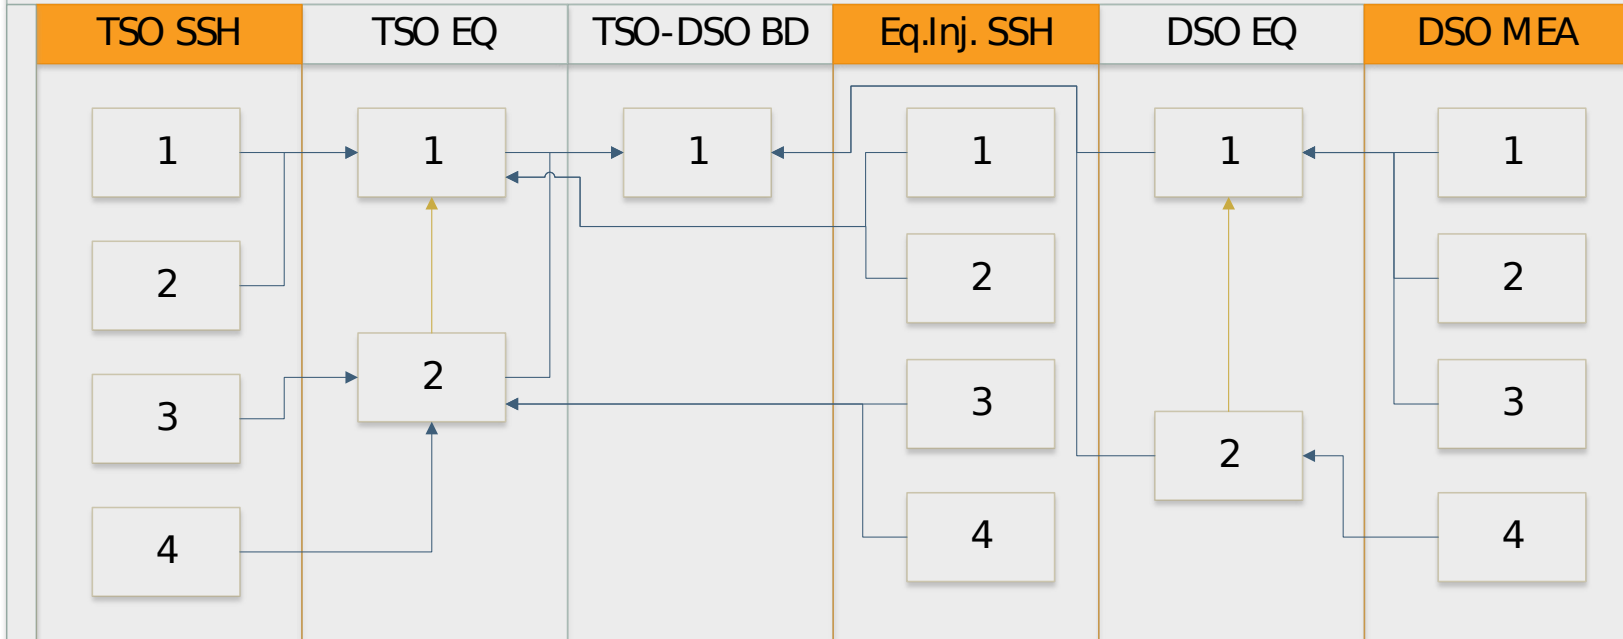 TSO SSH TSO EQ TSO-DSO BD Eq.Inj. SSH DSO EQ DSO MEA
1 1 1 1 1 1
2 2 2
3 2 3 3
4 2 4 4